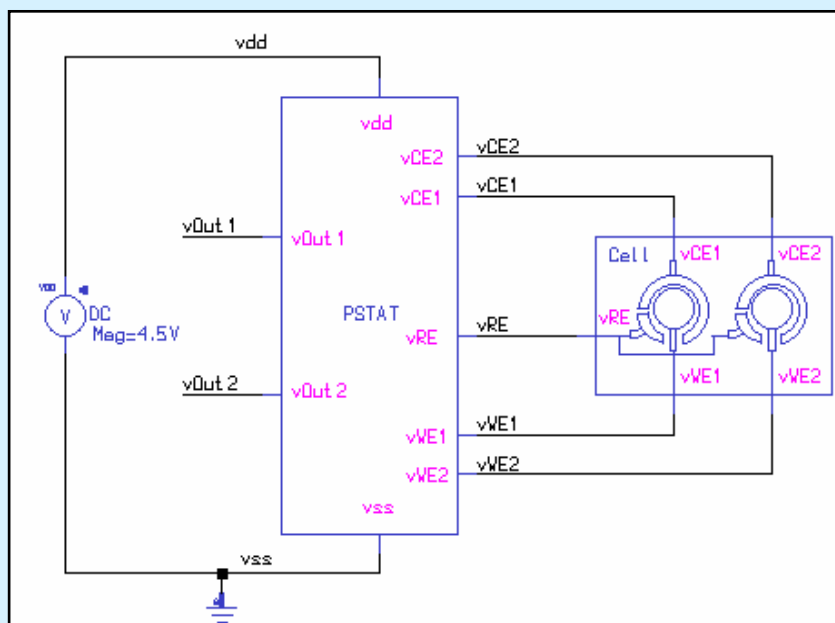 vdd
vdd
vCE2
vCE2
vCE1
vCE1
vOut 1
vOut 1
Cell
vCE1
vCE2
DC
Mag=4.5V
PSTAT
vRE
vRE
vRE
vOut 2
vOut 2
vWE1
vWE2
vWE1
vWE1
vWE2
vWE2
vss
vss